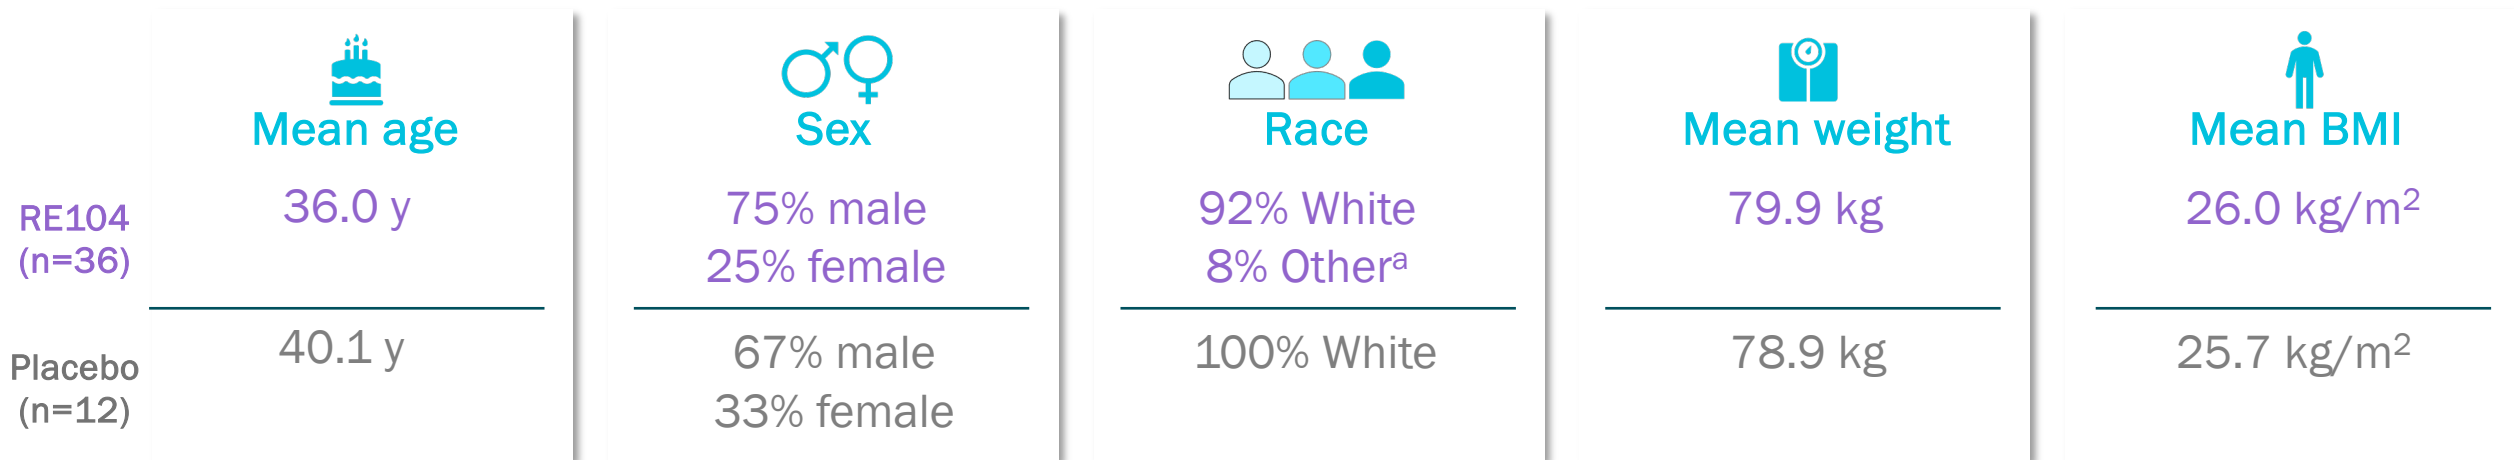 Mean age
Sex
Race
Mean weight
Mean BMI
RE104
(n=36)
36.0 y
75% male
25% female
92% White
8% Otherᵃ
79.9 kg
26.0 kg/m²
Placebo
(n=12)
40.1 y
67% male
33% female
100% White
78.9 kg
25.7 kg/m²